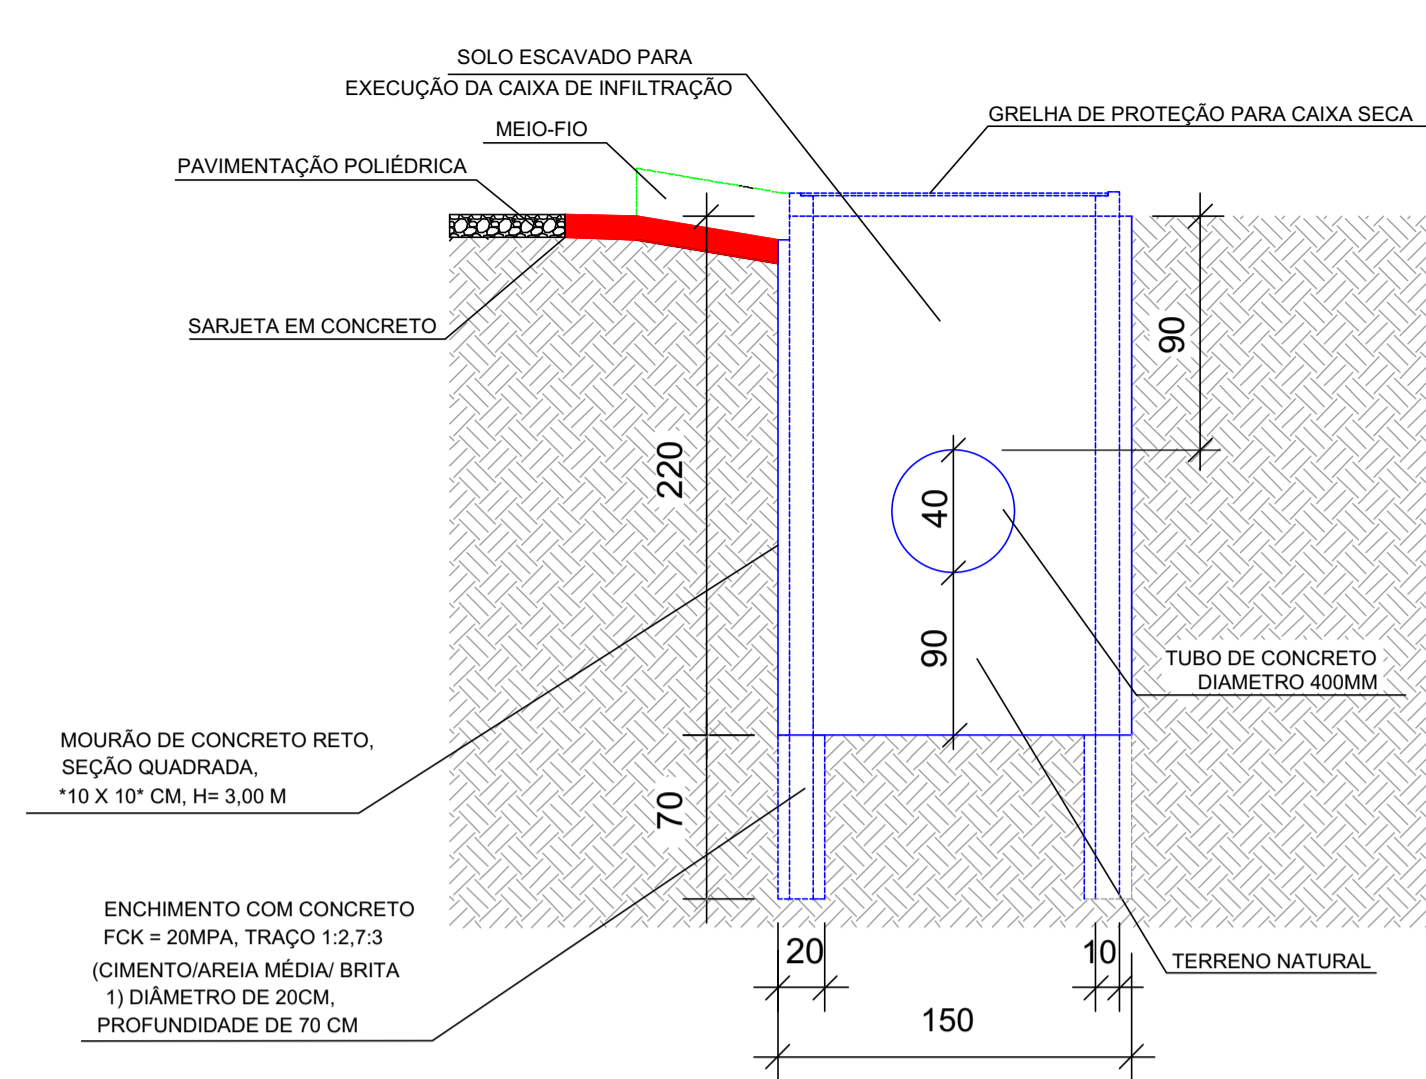 SOLO ESCAVADO PARA
EXECUÇÃO DA CAIXA DE INFILTRAÇÃO
GRELHA DE PROTEÇÃO PARA CAIXA SECA
MEIO-FIO
PAVIMENTAÇÃO POLIÉDRICA
SARJETA EM CONCRETO
90
220
40
90
TUBO DE CONCRETO
DIAMETRO 400MM
MOURÃO DE CONCRETO RETO,
SEÇÃO QUADRADA,
*10 X 10* CM, H= 3,00 M
70
ENCHIMENTO COM CONCRETO
FCK = 20MPA, TRAÇO 1:2,7:3
(CIMENTO/AREIA MÉDIA/ BRITA
1) DIÂMETRO DE 20CM,
PROFUNDIDADE DE 70 CM
20
10
TERRENO NATURAL
150